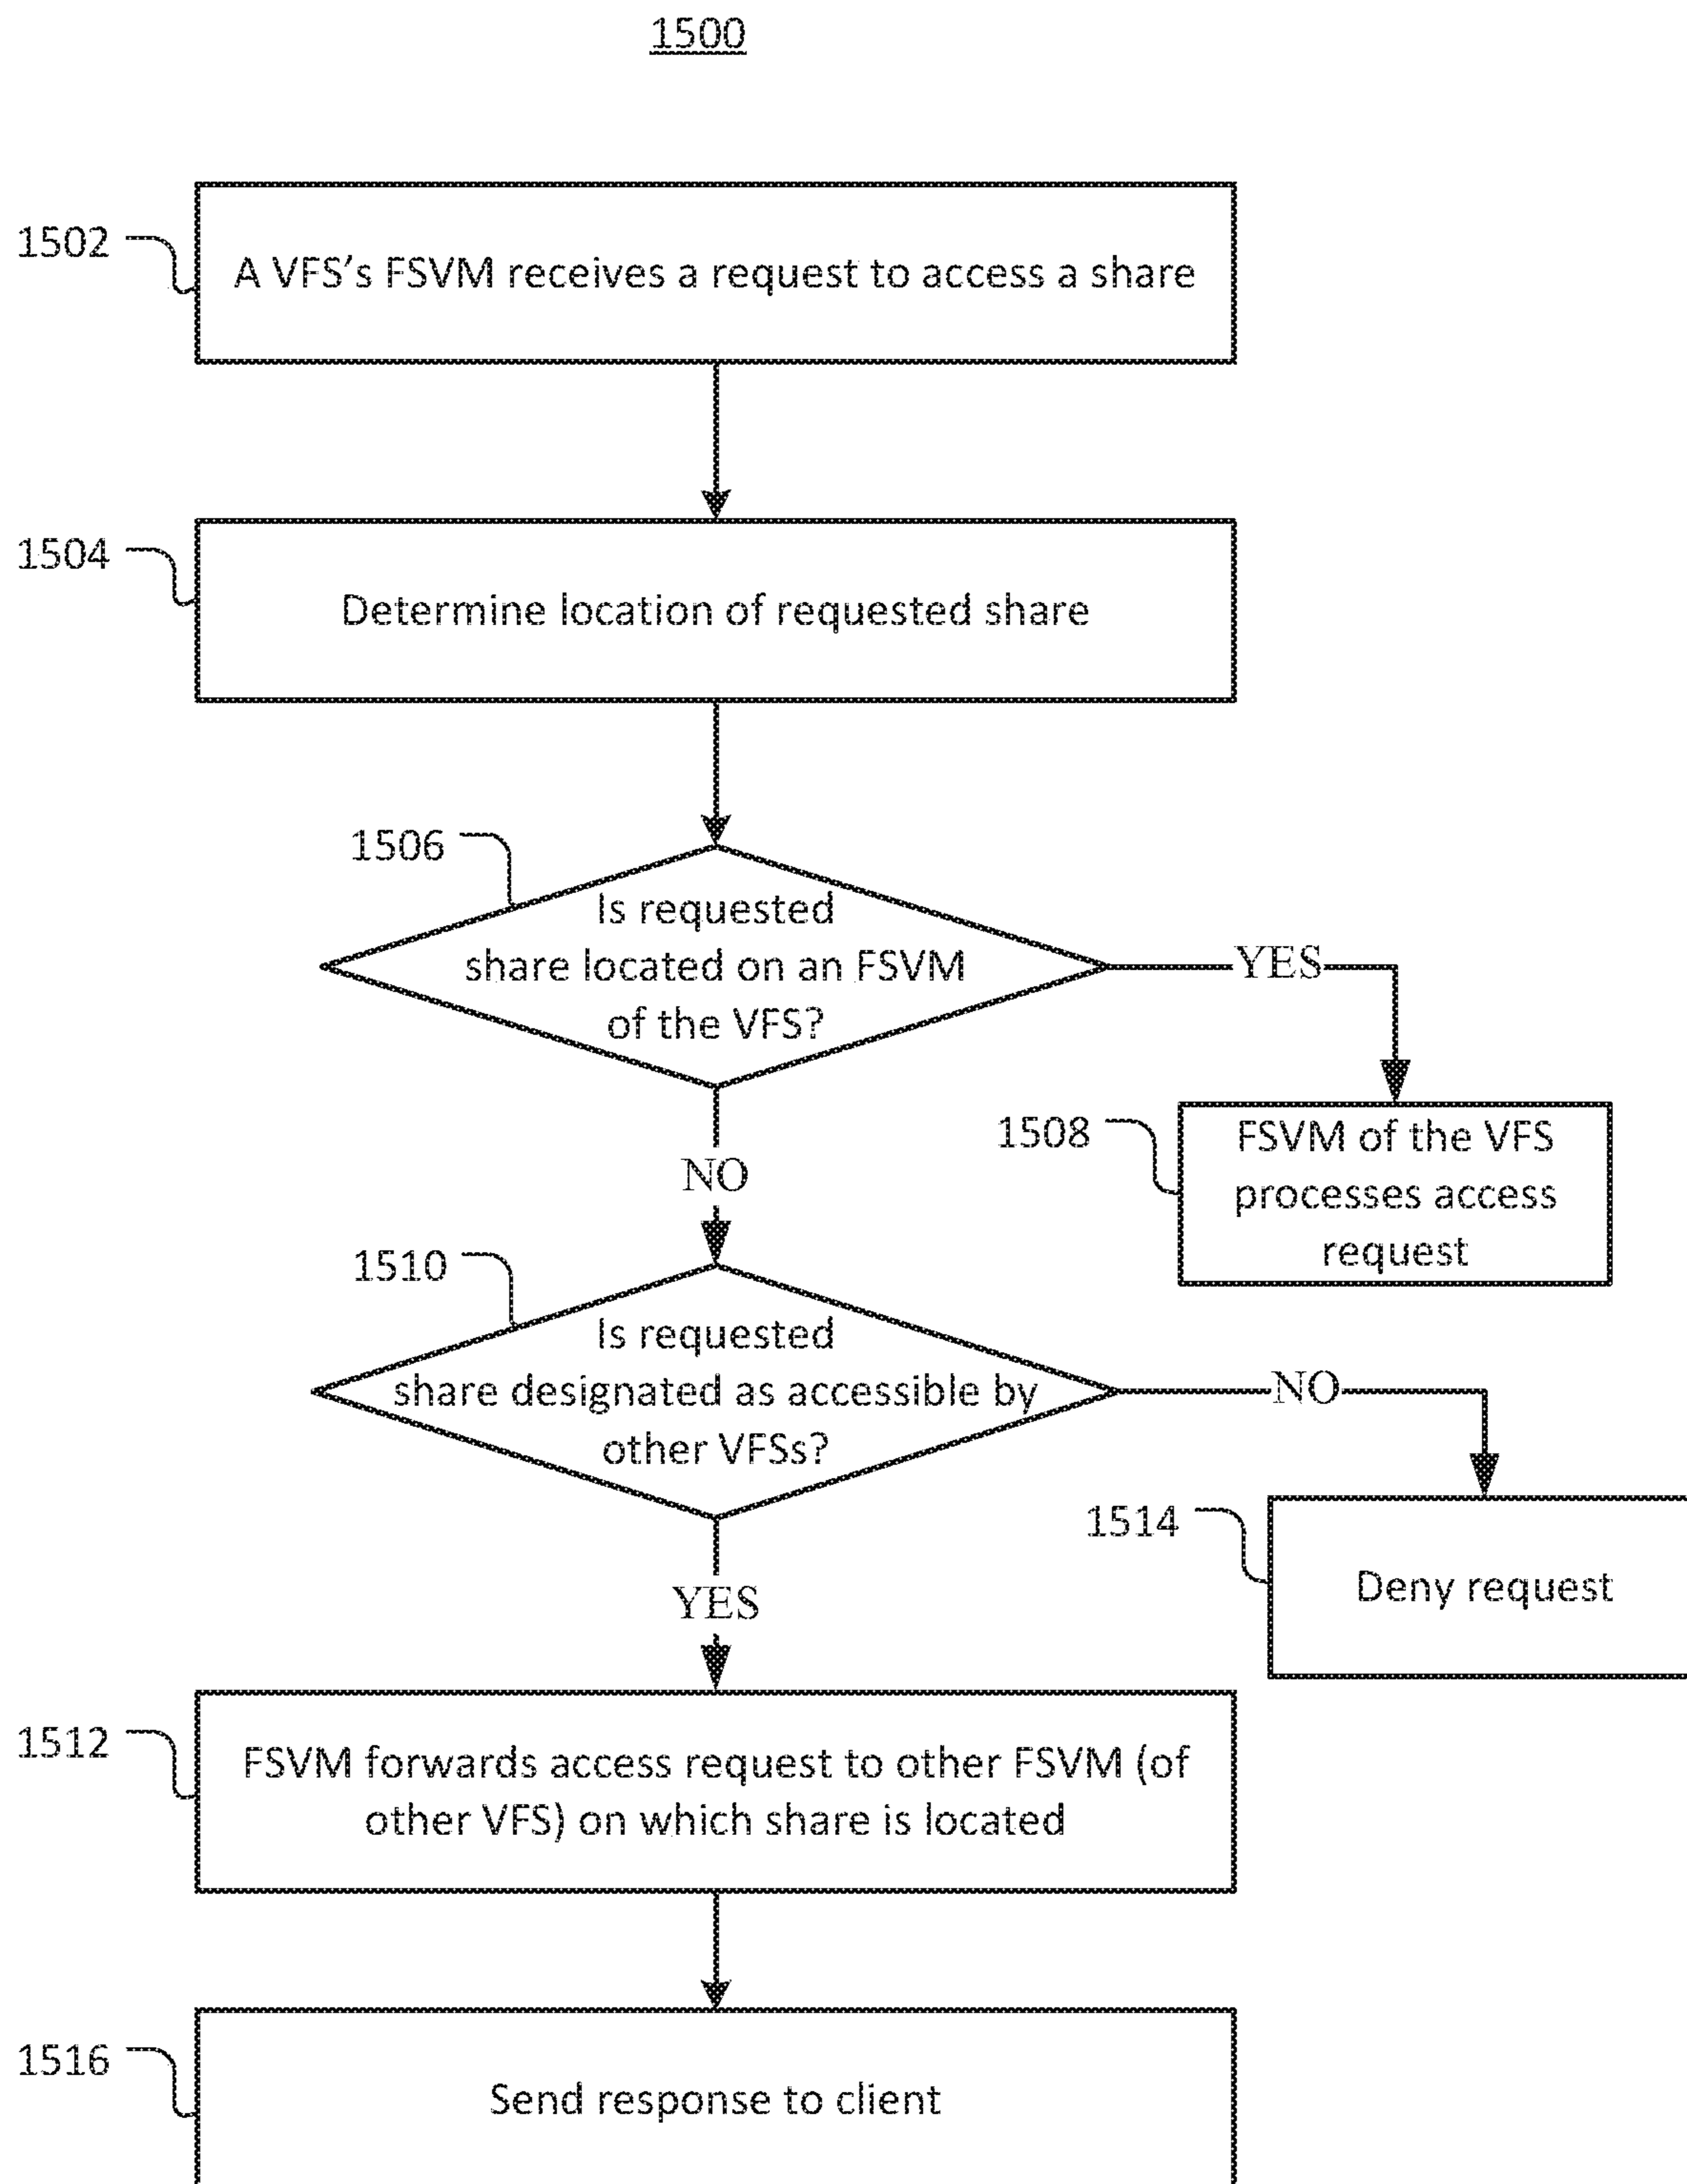 1500
1502
A VFS's FSVM receives a request to access a share
1504
Determine location of requested share
1506
Is requested
share located on an FSVM
of the VFS?
YES
1508
FSVM of the VFS
processes access
request
NO
1510
Is requested
share designated as accessible by
other VFSs?
NO
1514
Deny request
YES
1512
FSVM forwards access request to other FSVM (of
other VFS) on which share is located
1516
Send response to client